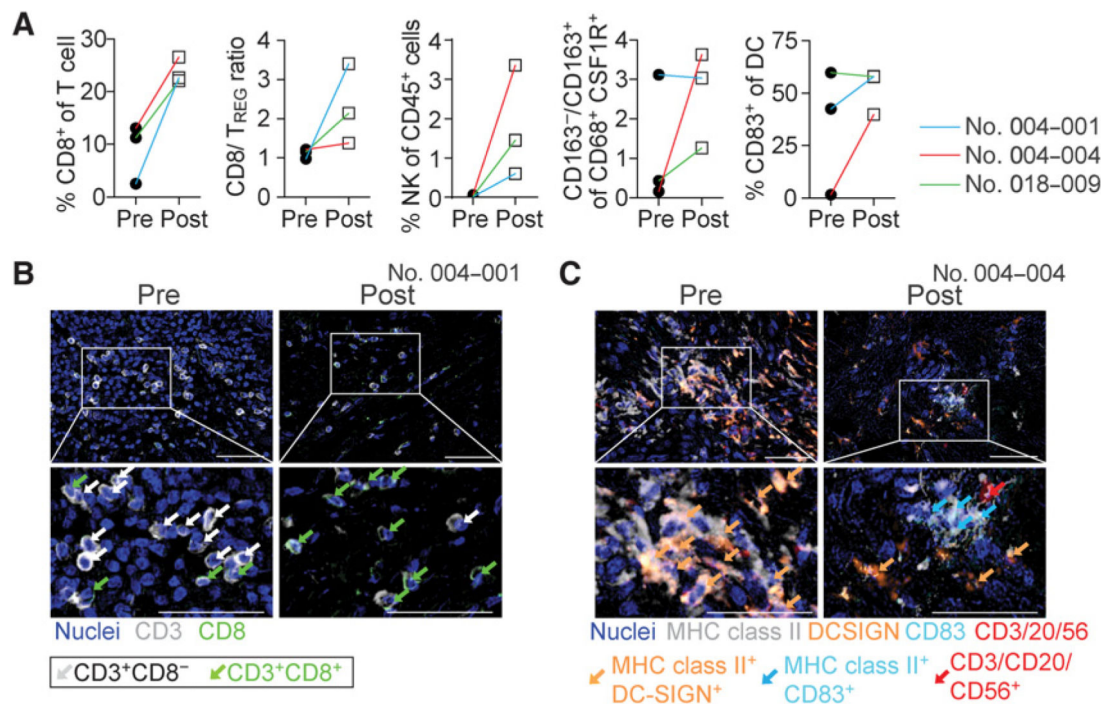 A
% CD8+ of T cell
30
20
10
0
Pre Post
CD8/ TREG ratio
4
3
2
1
0
Pre Post
% NK of CD45+ cells
4
3
2
1
0
Pre Post
CD163−/CD163+
of CD68+ CSF1R+
4
3
2
1
0
Pre Post
% CD83+ of DC
75
50
25
0
Pre Post
No. 004–001
No. 004–004
No. 018–009
B
No. 004–001
Pre
Post
Nuclei CD3 CD8
CD3+CD8−
CD3+CD8+
C
No. 004–004
Pre
Post
Nuclei MHC class II DCSIGN CD83 CD3/20/56
MHC class II+
DC-SIGN+
MHC class II+
CD83+
CD3/CD20/
CD56+